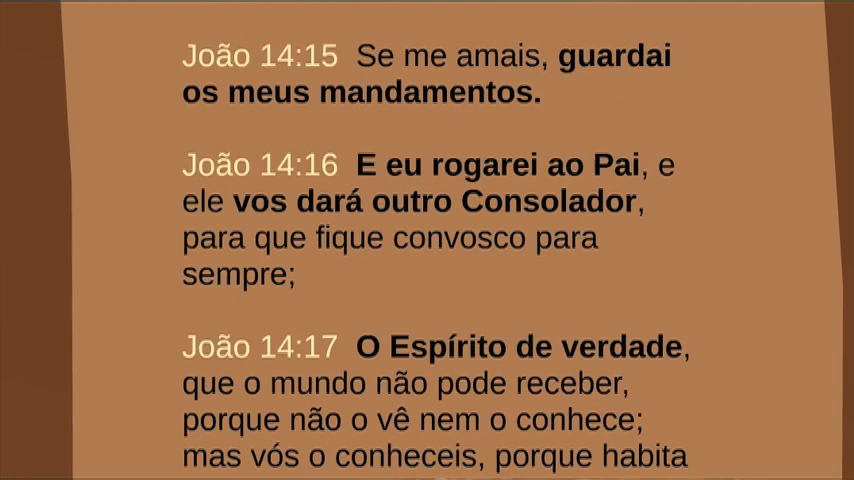 João 14:15 Se me amais, guardai
os meus mandamentos.
João 14:16 E eu rogarei ao Pai, e
ele vos dará outro Consolador,
para que fique convosco para
sempre;
João 14:17 O Espírito de verdade,
que o mundo não pode receber,
porque não o vê nem o conhece;
mas vós o conheceis, porque habita